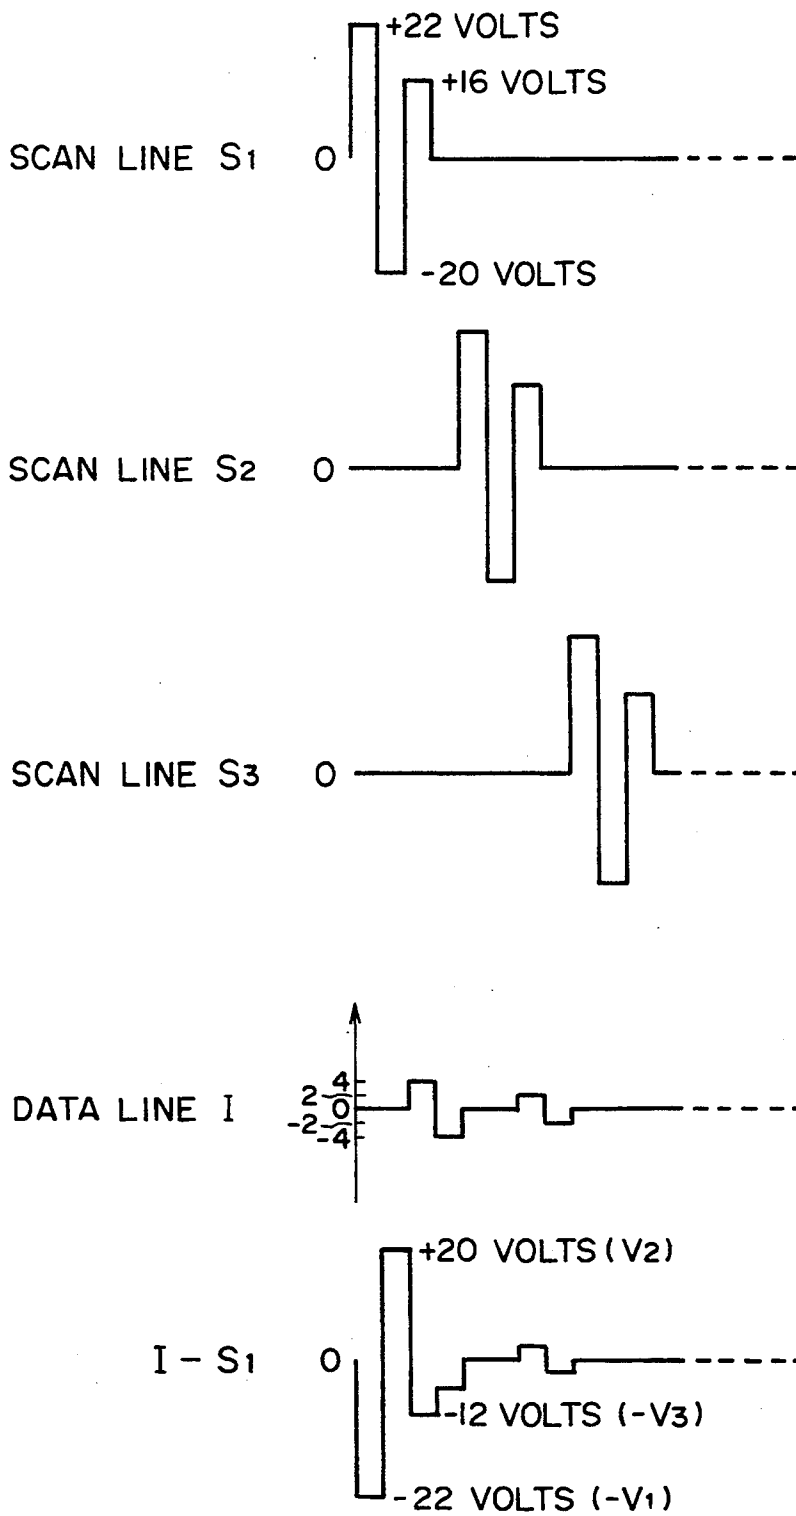 +22 VOLTS
+16 VOLTS
SCAN LINE S1 0
-20 VOLTS
SCAN LINE S2 0
SCAN LINE S3 0
4
2
DATA LINE I 0
-2
-4
+20 VOLTS (V2)
I - S1 0
-12 VOLTS (-V3)
-22 VOLTS (-V1)